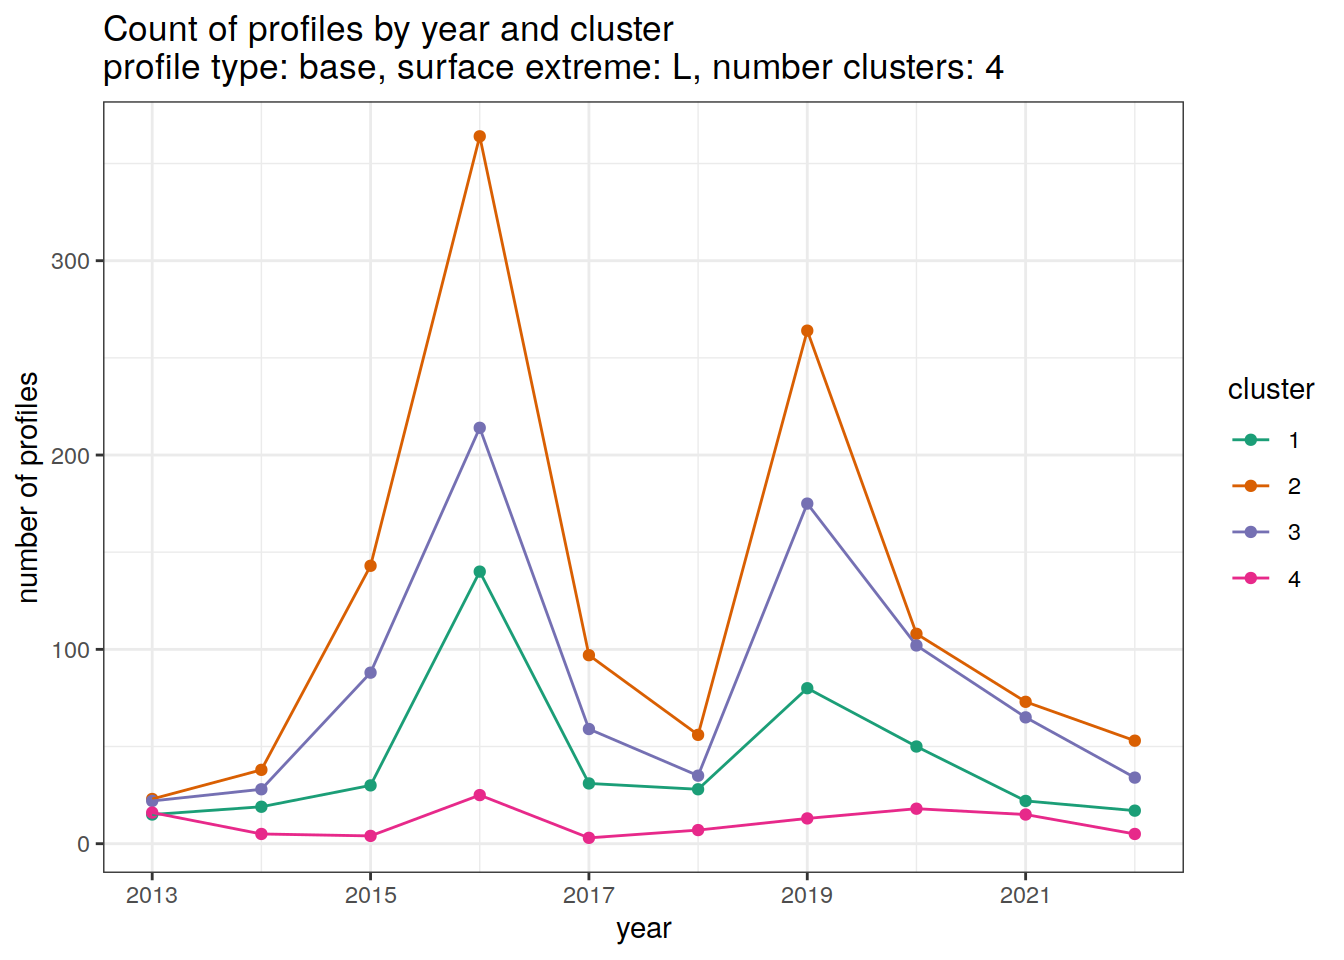 Count of profiles by year and cluster
profile type: base, surface extreme: L, number clusters: 4
300
200
100
0
number of profiles
2013 2015 2017 2019 2021
year
cluster
1
2
3
4